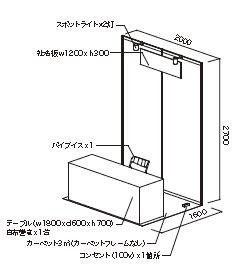 スポットライトx2灯
2000
社名板w1200xh300
2700
パイプイスx1
1600
テーブル(w1800xd600xh700)
白布巻きx1台
カーペット3㎡(カーペットフレームなし)
コンセント(100v)x1箇所